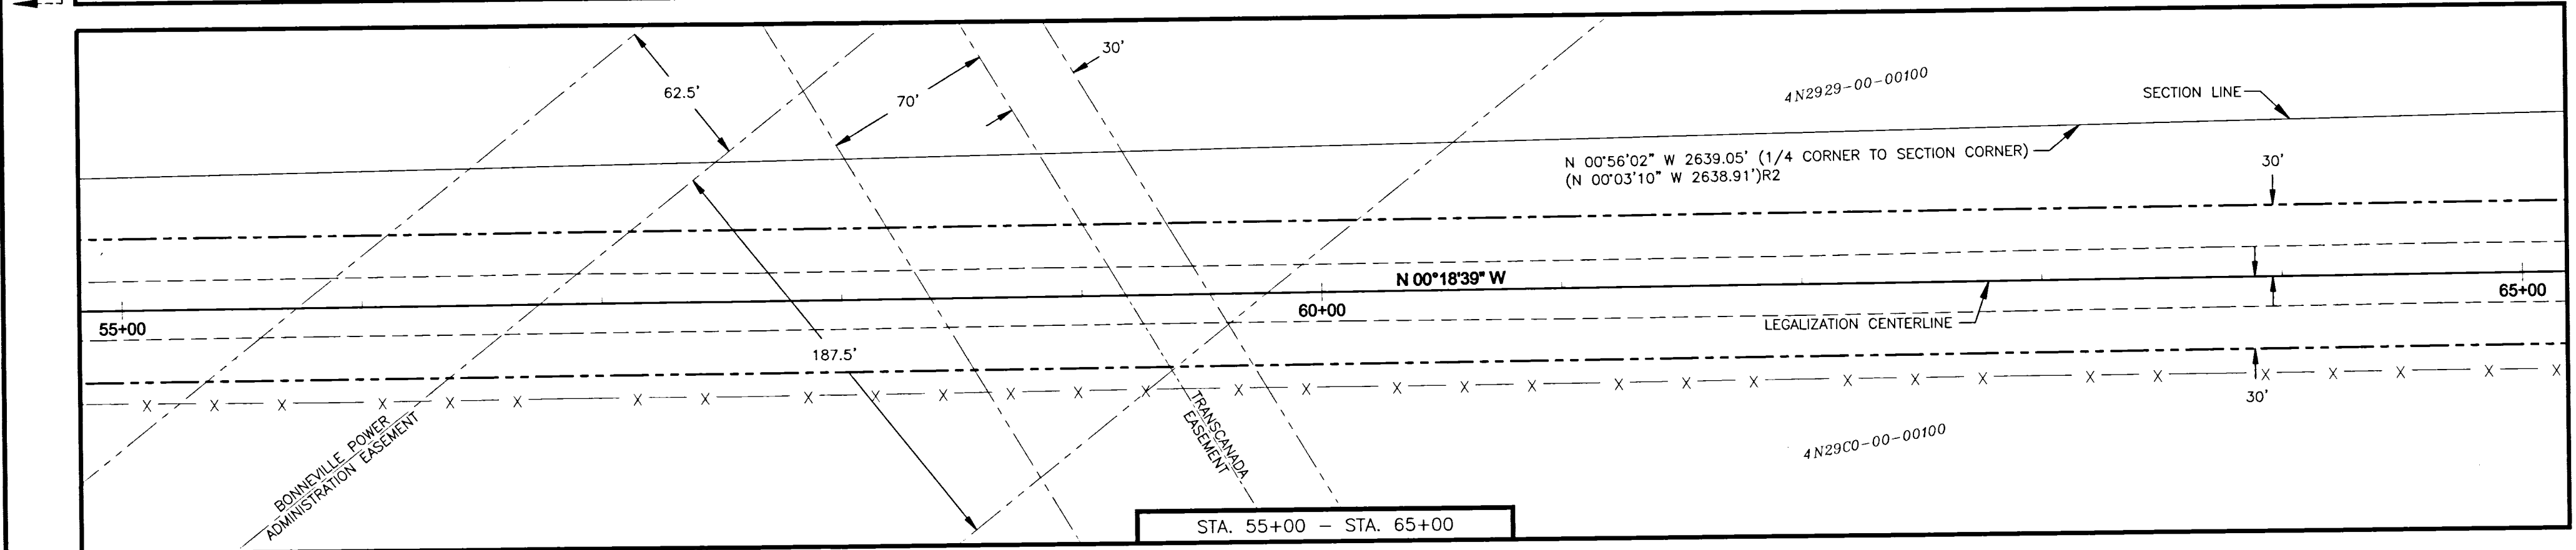 30'
62.5'
70'
4N2929-00-00100
SECTION LINE
N 00°56'02" W 2639.05' (1/4 CORNER TO SECTION CORNER)
(N 00°03'10" W 2638.91')R2
30'
N 00°18'39" W
55+00
60+00
65+00
LEGALIZATION CENTERLINE
187.5'
30'
BONNEVILLE POWER
ADMINISTRATION EASEMENT
TRANSCANADA
EASEMENT
4N29C0-00-00100
STA. 55+00 - STA. 65+00